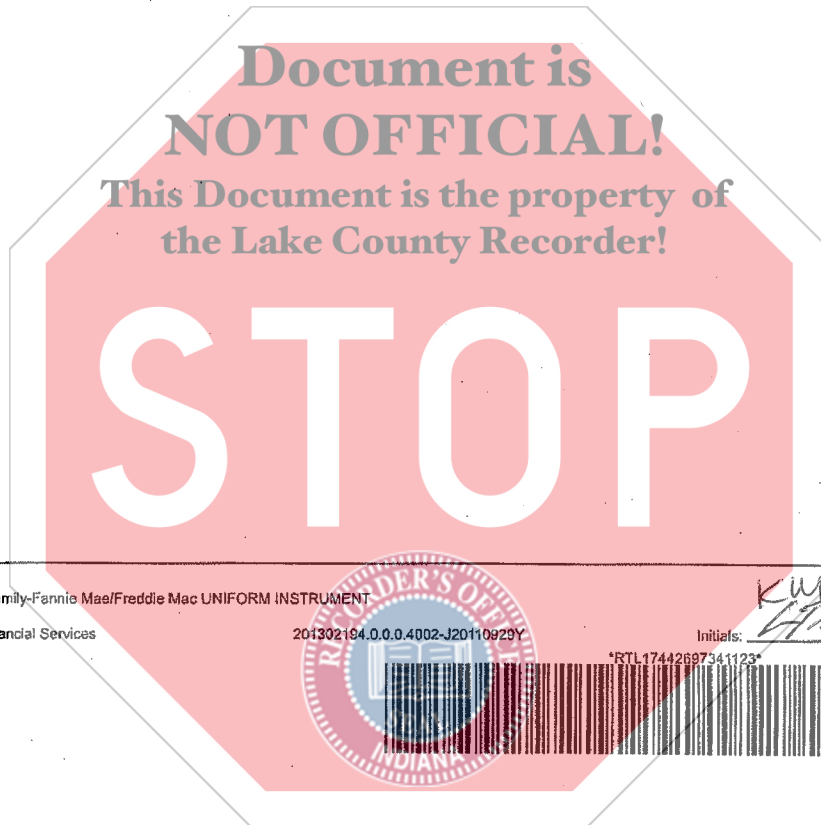 Document is
NOT OFFICIAL!
This Document is the property of
the Lake County Recorder!
STOP
mily-Fannie Mae/Freddie Mac UNIFORM INSTRUMENT
ancial Services
201302194.0.0.0.4002-J20110929Y
Initials:
*RTL17442697341123*
RECORDER'S OFFICE
SEAL
INDIANA